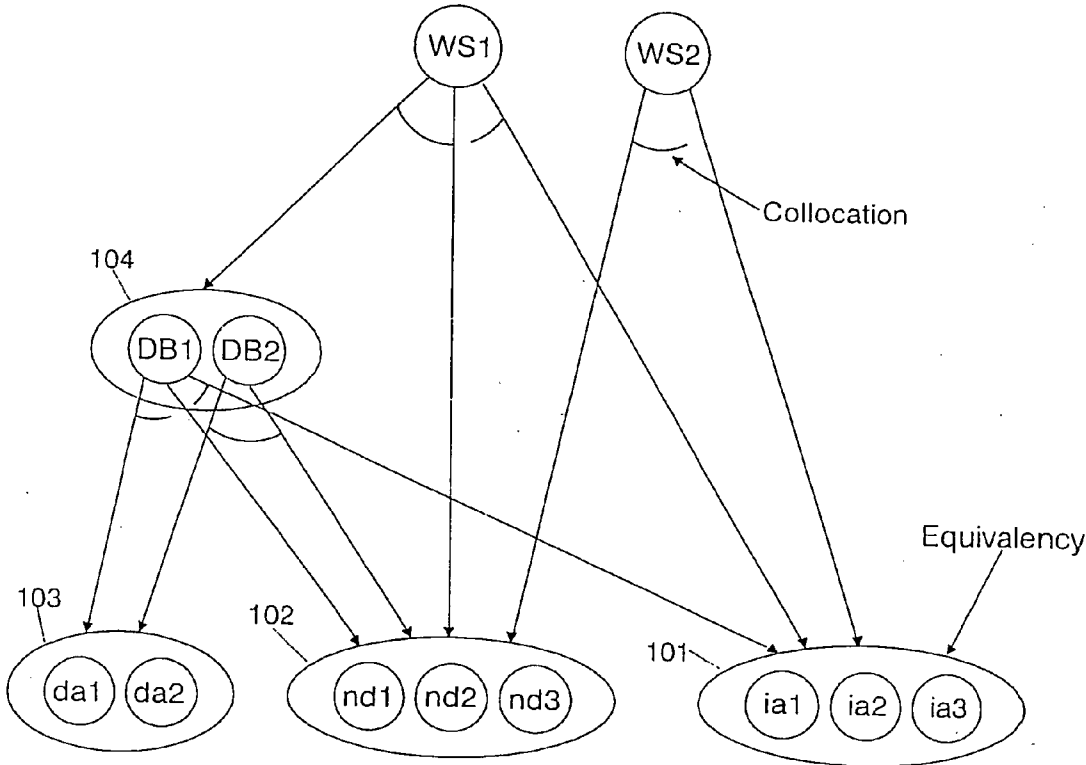 WS1
WS2
Collocation
104
DB1
DB2
Equivalency
103
102
101
da1
da2
nd1
nd2
nd3
ia1
ia2
ia3